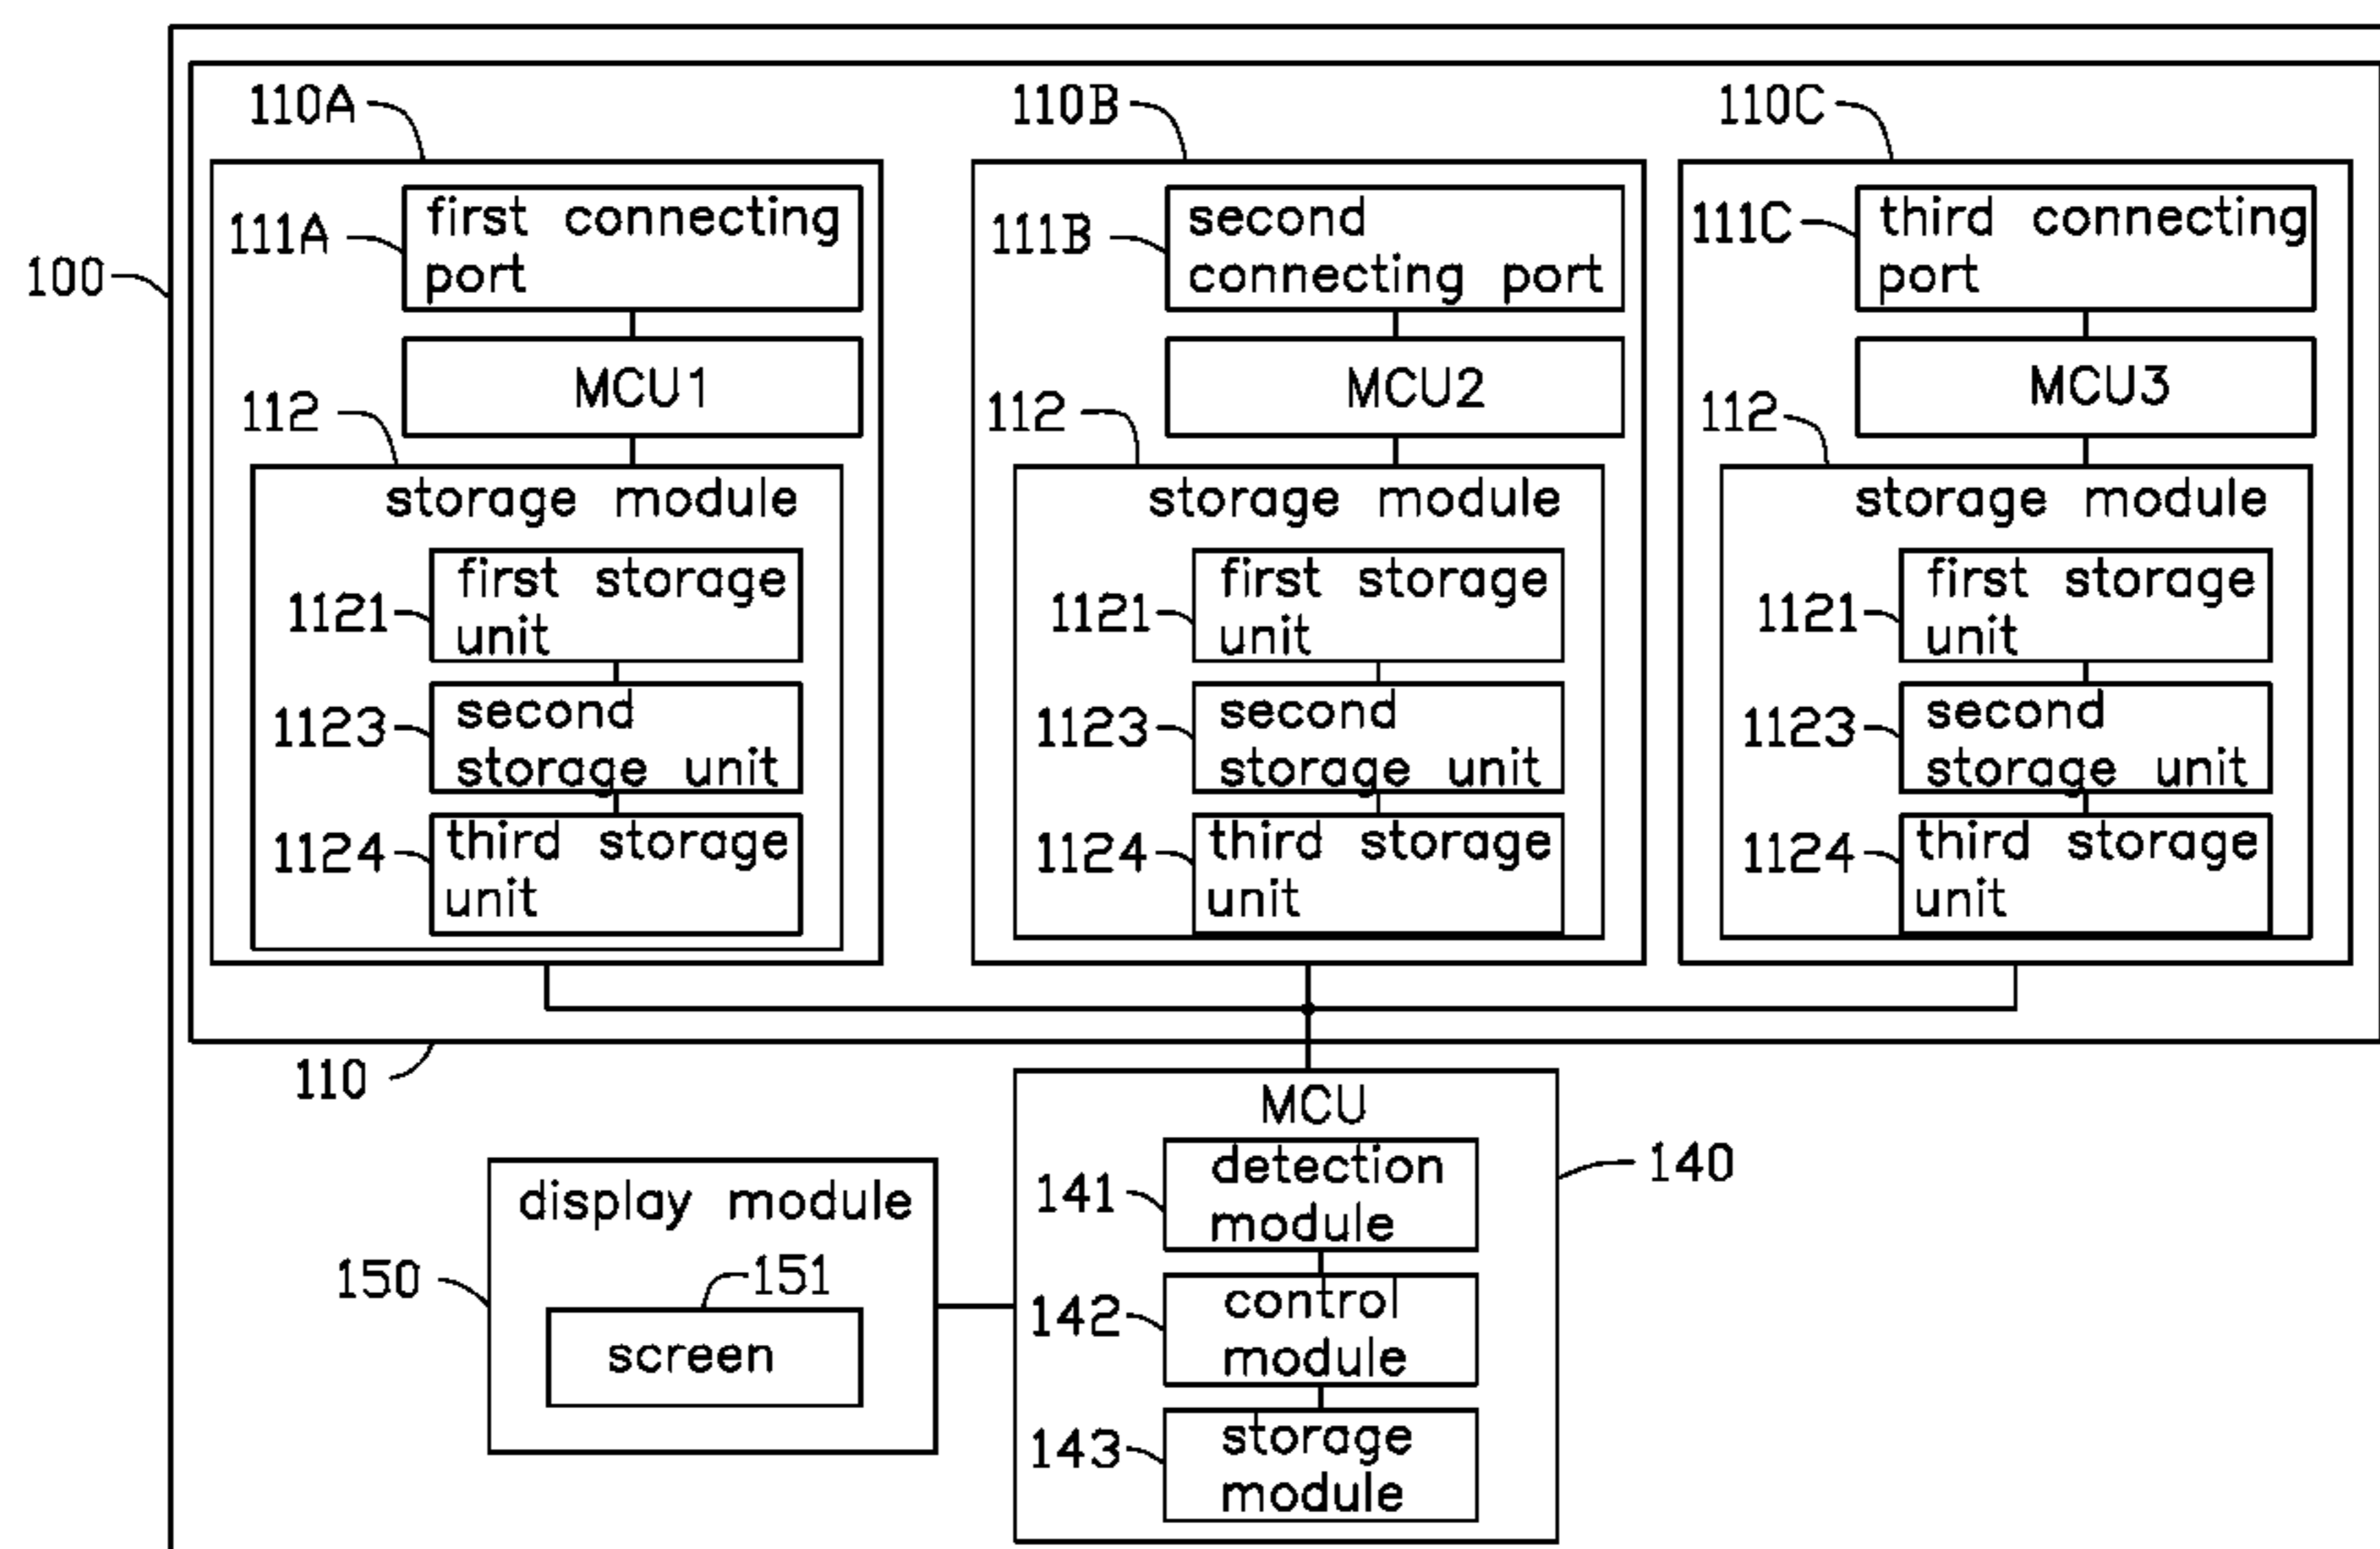 110A
110B
110C
100
111A
first connecting
port
111B
second
connecting port
111C
third connecting
port
MCU1
MCU2
MCU3
112
storage module
112
storage module
112
storage module
1121
first storage
unit
1123
second
storage unit
1124
third storage
unit
1121
first storage
unit
1123
second
storage unit
1124
third storage
unit
1121
first storage
unit
1123
second
storage unit
1124
third storage
unit
110
MCU
140
141
detection
module
142
control
module
143
storage
module
display module
150
151
screen